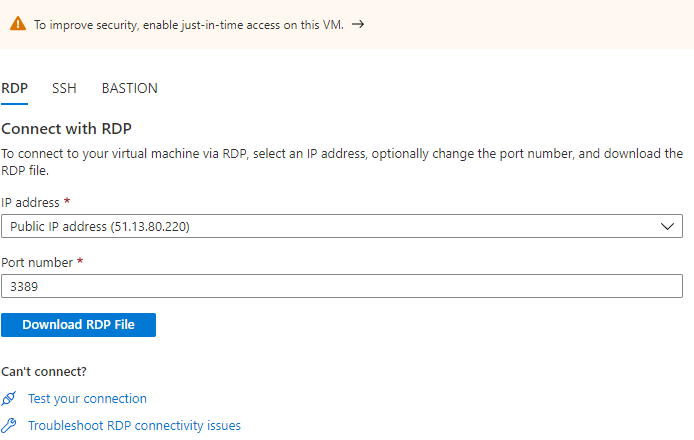 To improve security, enable just-in-time access on this VM. →
RDP SSH BASTION
Connect with RDP
To connect to your virtual machine via RDP, select an IP address, optionally change the port number, and download the
RDP file.
IP address *
Public IP address (51.13.80.220)
Port number *
3389
Download RDP File
Can't connect?
Test your connection
Troubleshoot RDP connectivity issues